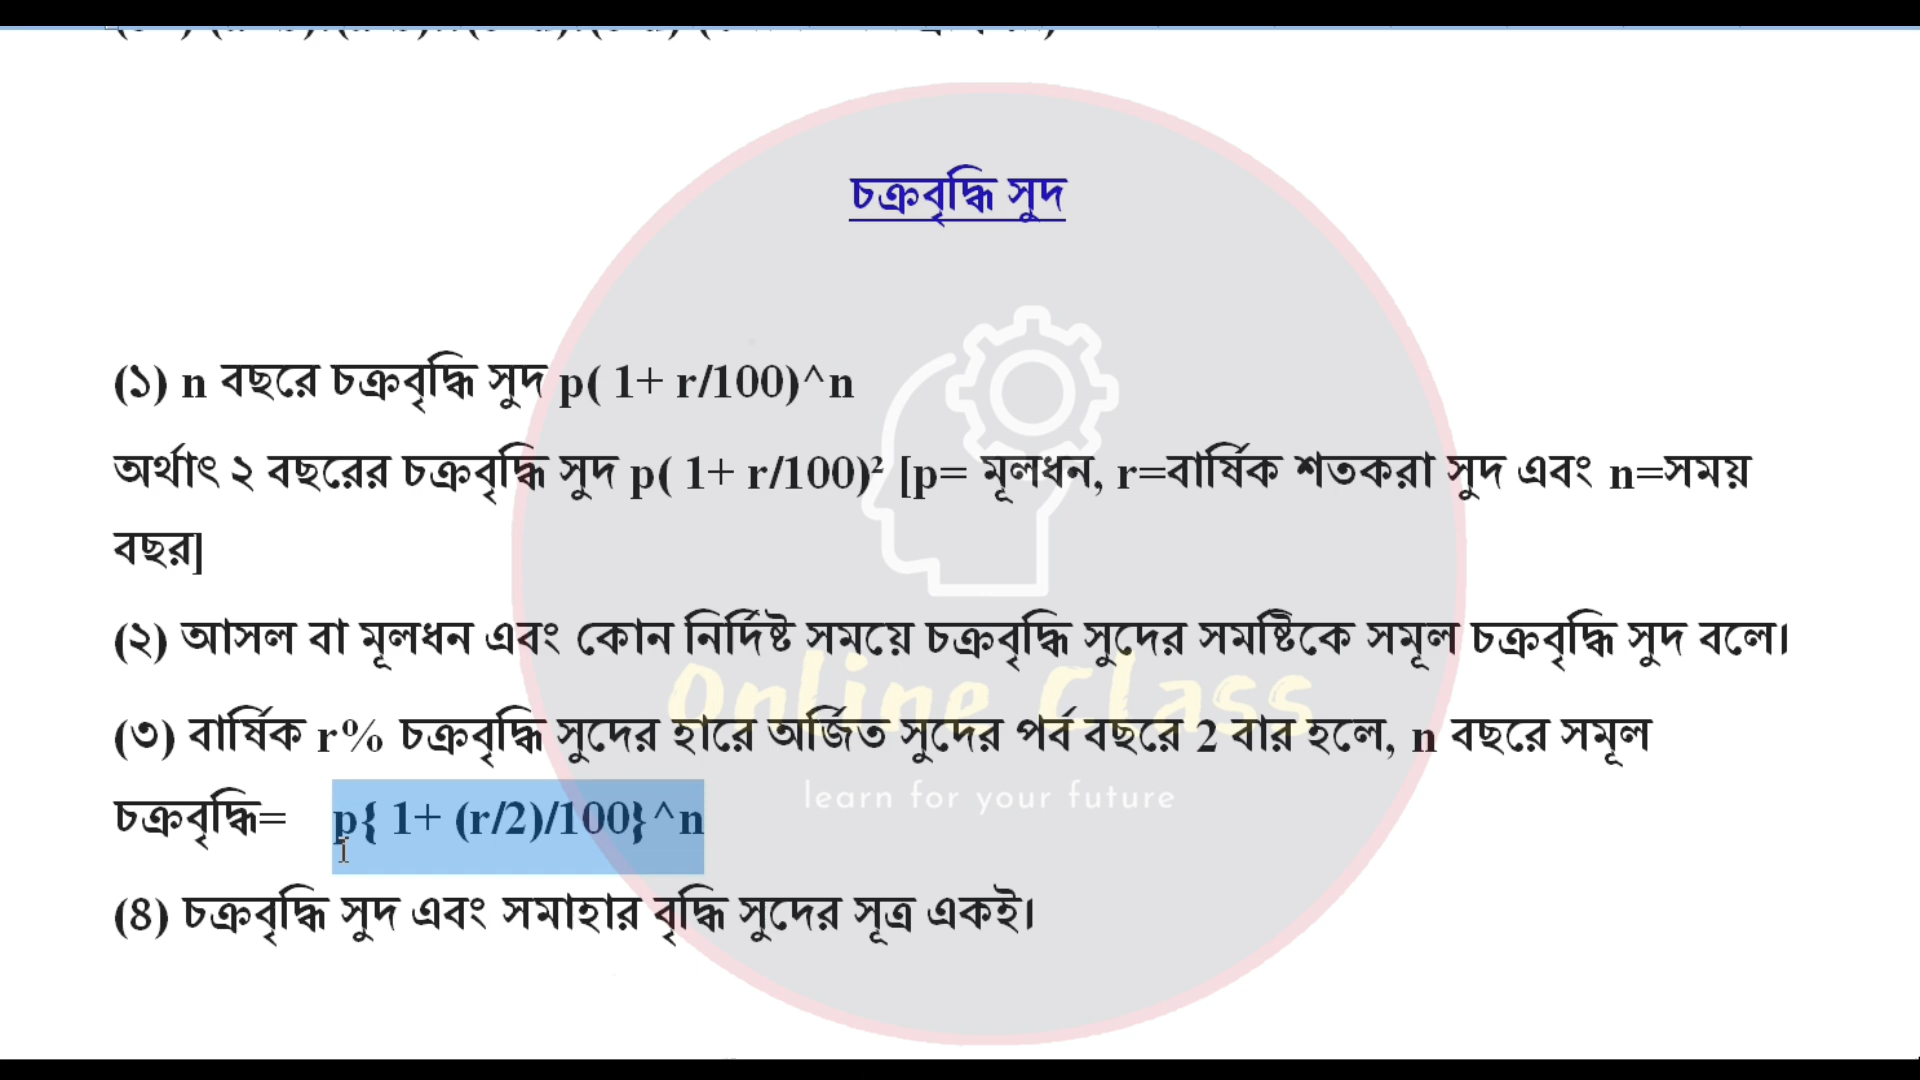 চক্রবৃদ্ধি সুদ
(১) n বছরে চক্রবৃদ্ধি সুদ p( 1+ r/100)^n
অর্থাৎ ২ বছরের চক্রবৃদ্ধি সুদ p( 1+ r/100)² [p= মূলধন, r=বার্ষিক শতকরা সুদ এবং n=সময়
বছর]
(২) আসল বা মূলধন এবং কোন নির্দিষ্ট সময়ে চক্রবৃদ্ধি সুদের সমষ্টিকে সমূল চক্রবৃদ্ধি সুদ বলে।
(৩) বার্ষিক r% চক্রবৃদ্ধি সুদের হারে অর্জিত সুদের পর্ব বছরে 2 বার হলে, n বছরে সমূল
চক্রবৃদ্ধি= p{ 1+ (r/2)/100}^n
(8) চক্রবৃদ্ধি সুদ এবং সমাহার বৃদ্ধি সুদের সূত্র একই।
Online Class
learn for your future